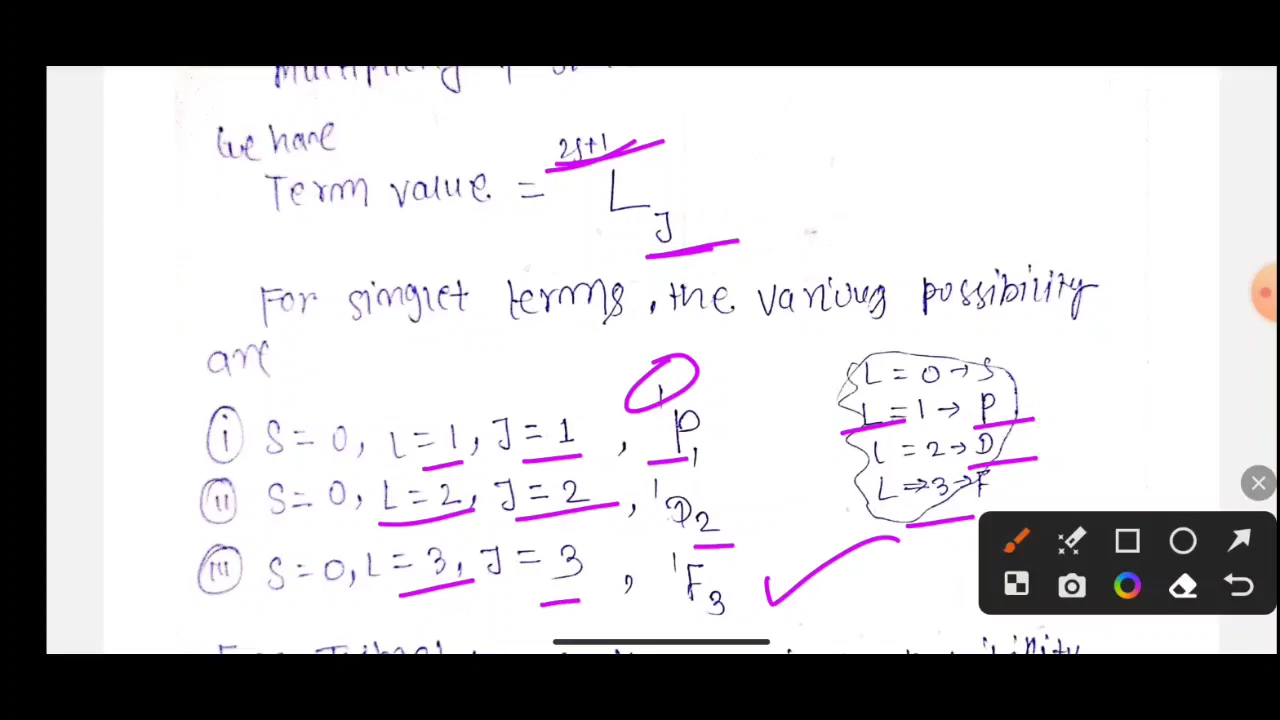 We have
2s+1
Term value = L
J
For singlet terms, the various possibility
are
(i) S = 0, L = 1, J = 1, ¹P₁
(ii) S = 0, L = 2, J = 2, ¹D₂
(iii) S = 0, L = 3, J = 3, ¹F₃
L = 0 → S
L = 1 → P
L = 2 → D
L → 3 → F